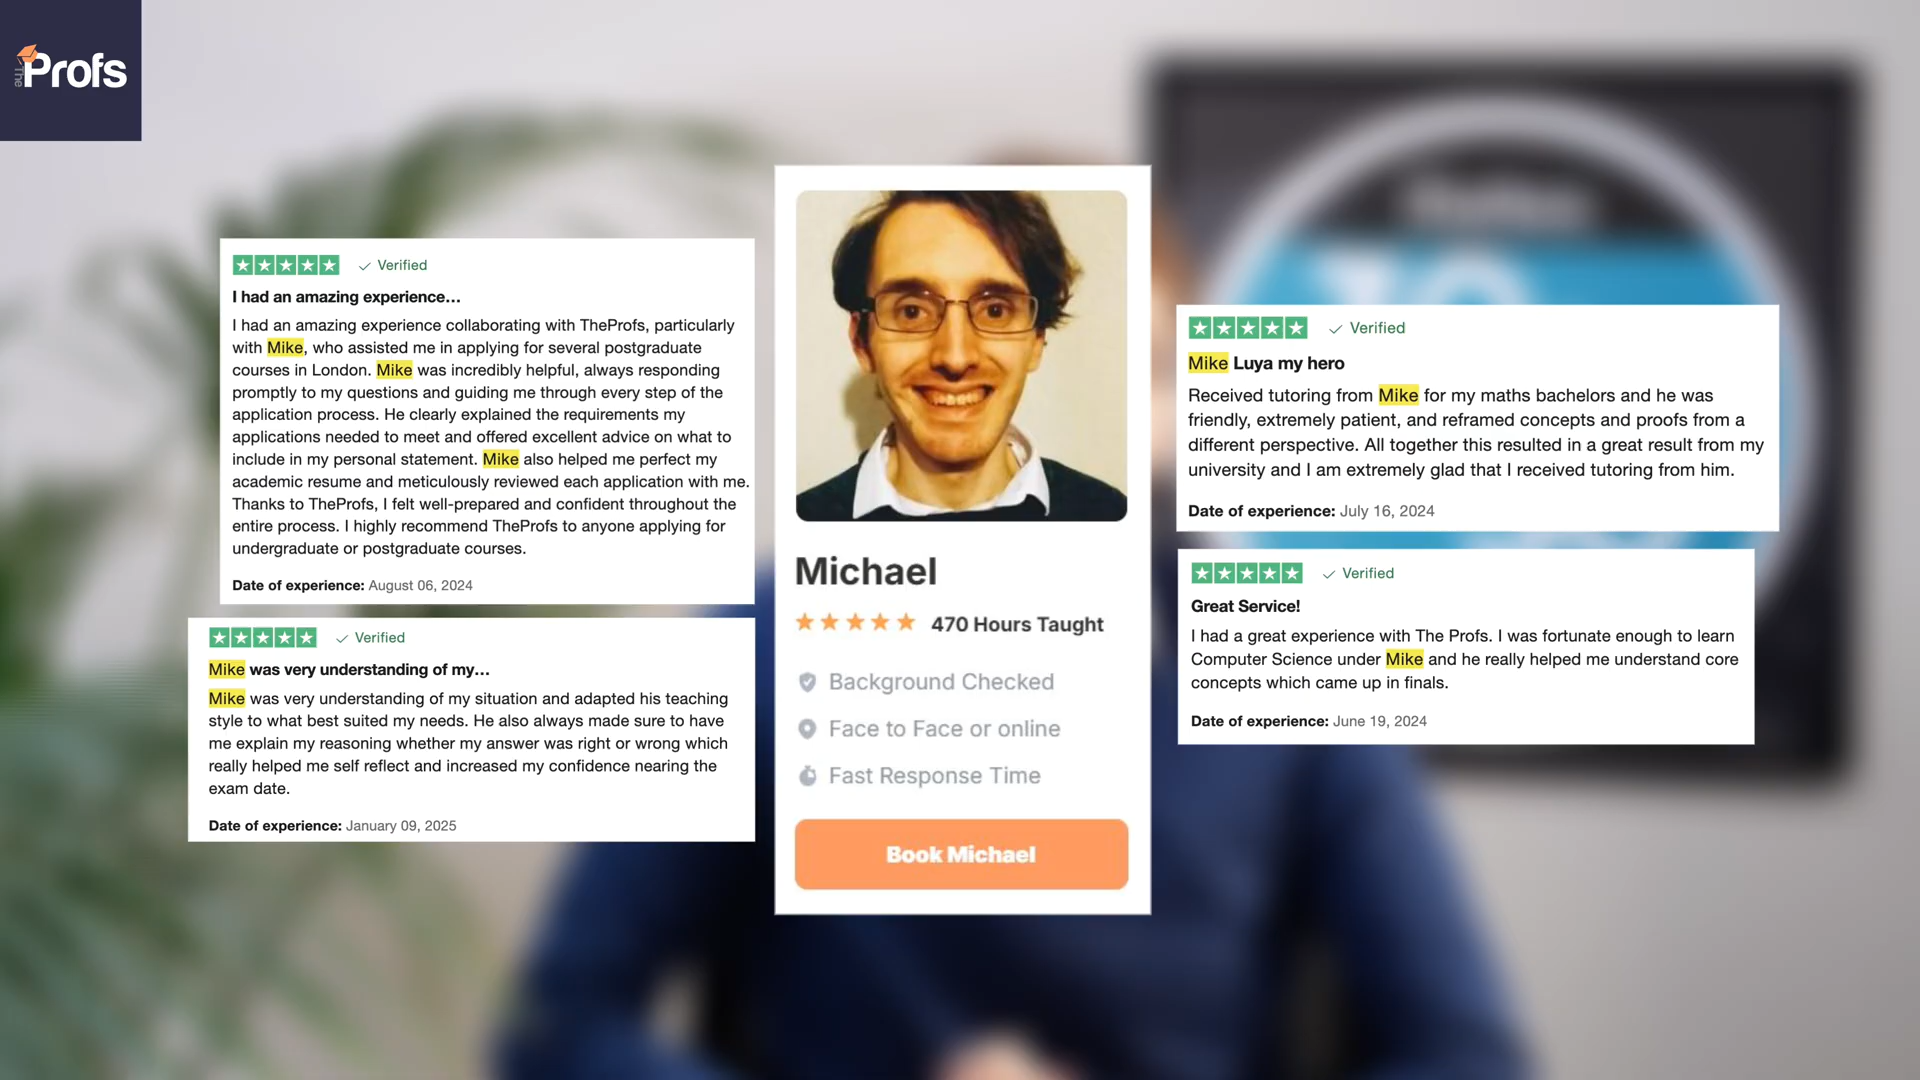 The Profs
I had an amazing experience...
Verified
I had an amazing experience collaborating with TheProfs, particularly
with Mike, who assisted me in applying for several postgraduate
courses in London. Mike was incredibly helpful, always responding
promptly to my questions and guiding me through every step of the
application process. He clearly explained the requirements my
applications needed to meet and offered excellent advice on what to
include in my personal statement. Mike also helped me perfect my
academic resume and meticulously reviewed each application with me.
Thanks to TheProfs, I felt well-prepared and confident throughout the
entire process. I highly recommend TheProfs to anyone applying for
undergraduate or postgraduate courses.
Date of experience: August 06, 2024
Verified
Mike was very understanding of my...
Mike was very understanding of my situation and adapted his teaching
style to what best suited my needs. He also always made sure to have
me explain my reasoning whether my answer was right or wrong which
really helped me self reflect and increased my confidence nearing the
exam date.
Date of experience: January 09, 2025
Michael
470 Hours Taught
Background Checked
Face to Face or online
Fast Response Time
Book Michael
Verified
Mike Luya my hero
Received tutoring from Mike for my maths bachelors and he was
friendly, extremely patient, and reframed concepts and proofs from a
different perspective. All together this resulted in a great result from my
university and I am extremely glad that I received tutoring from him.
Date of experience: July 16, 2024
Verified
Great Service!
I had a great experience with The Profs. I was fortunate enough to learn
Computer Science under Mike and he really helped me understand core
concepts which came up in finals.
Date of experience: June 19, 2024